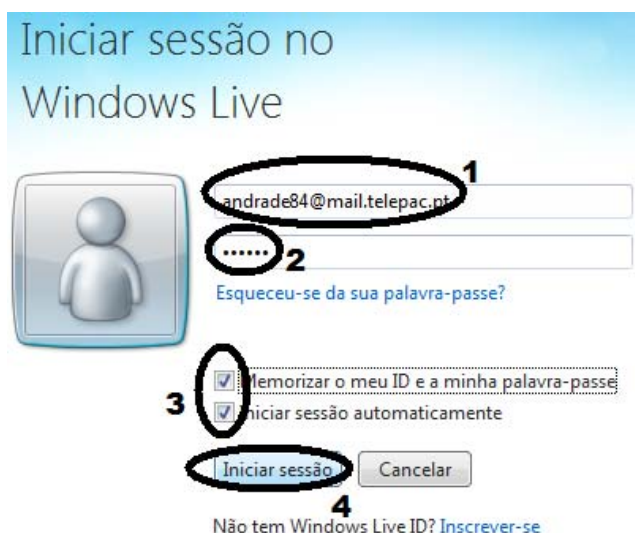 Iniciar sessão no
Windows Live
1
andrade84@mail.telepac.pt
•••••• 2
Esqueceu-se da sua palavra-passe?
Memorizar o meu ID e a minha palavra-passe
3
Iniciar sessão automaticamente
Iniciar sessão Cancelar
4
Não tem Windows Live ID? Inscrever-se